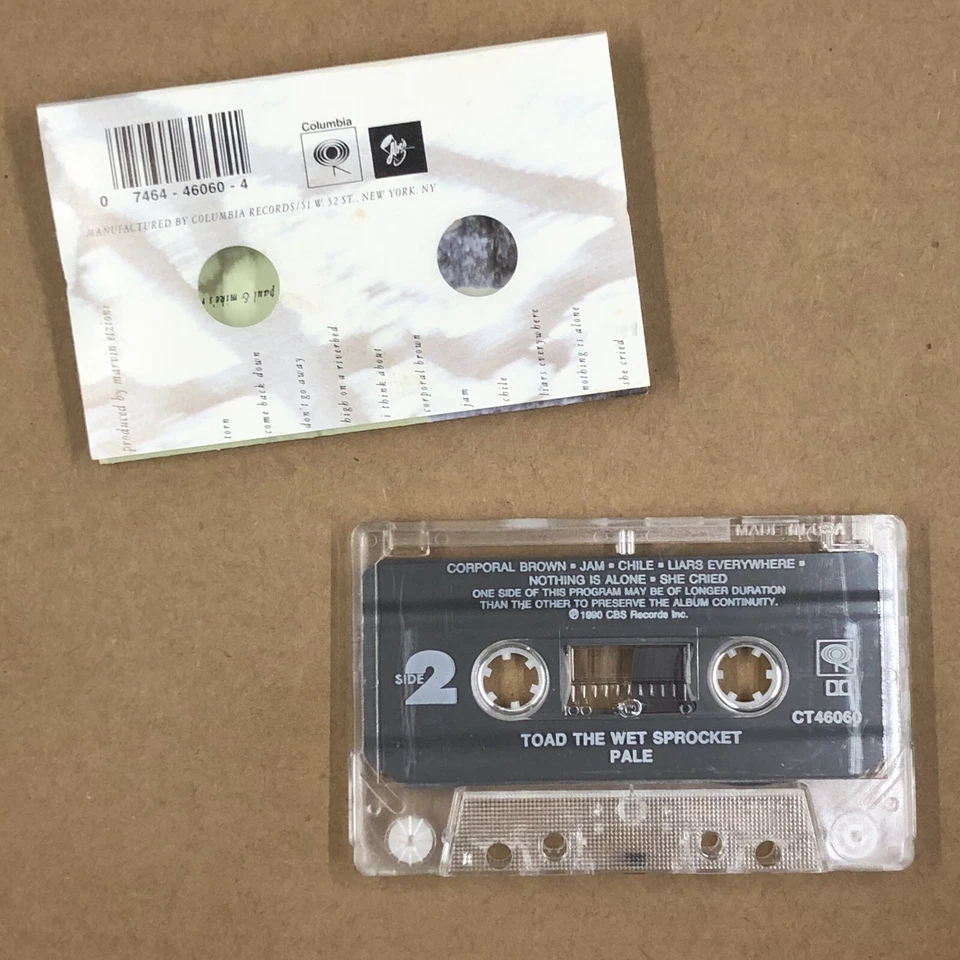 Columbia
0 7464 - 46060 - 4
MANUFACTURED BY COLUMBIA RECORDS/51 W. 52 ST., NEW YORK, NY
paul & mike's
produced by marvin etzioni
torn
come back down
don't go away
high on a riverbed
i think about
corporal brown
jam
chile
liars everywhere
nothing is alone
she cried
MADE IN USA
CORPORAL BROWN ▪ JAM ▪ CHILE ▪ LIARS EVERYWHERE ▪
NOTHING IS ALONE ▪ SHE CRIED
ONE SIDE OF THIS PROGRAM MAY BE OF LONGER DURATION
THAN THE OTHER TO PRESERVE THE ALBUM CONTINUITY.
℗ 1990 CBS Records Inc.
SIDE 2
CT46060
TOAD THE WET SPROCKET
PALE